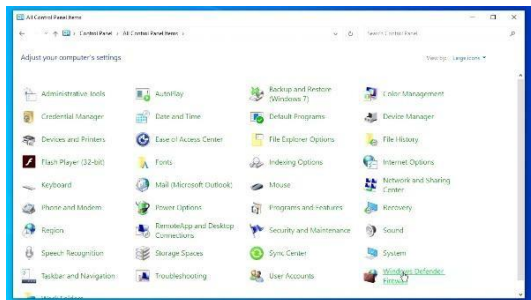 All Control Panel Items
Control Panel › All Control Panel Items ›
Search Control Panel
Adjust your computer's settings
View by: Large icons
Administrative Tools
AutoPlay
Backup and Restore
(Windows 7)
Color Management
Credential Manager
Date and Time
Default Programs
Device Manager
Devices and Printers
Ease of Access Center
File Explorer Options
File History
Flash Player (32-bit)
Fonts
Indexing Options
Internet Options
Keyboard
Mail (Microsoft Outlook)
Mouse
Network and Sharing
Center
Phone and Modem
Power Options
Programs and Features
Recovery
Region
RemoteApp and Desktop
Connections
Security and Maintenance
Sound
Speech Recognition
Storage Spaces
Sync Center
System
Taskbar and Navigation
Troubleshooting
User Accounts
Windows Defender
Firewall